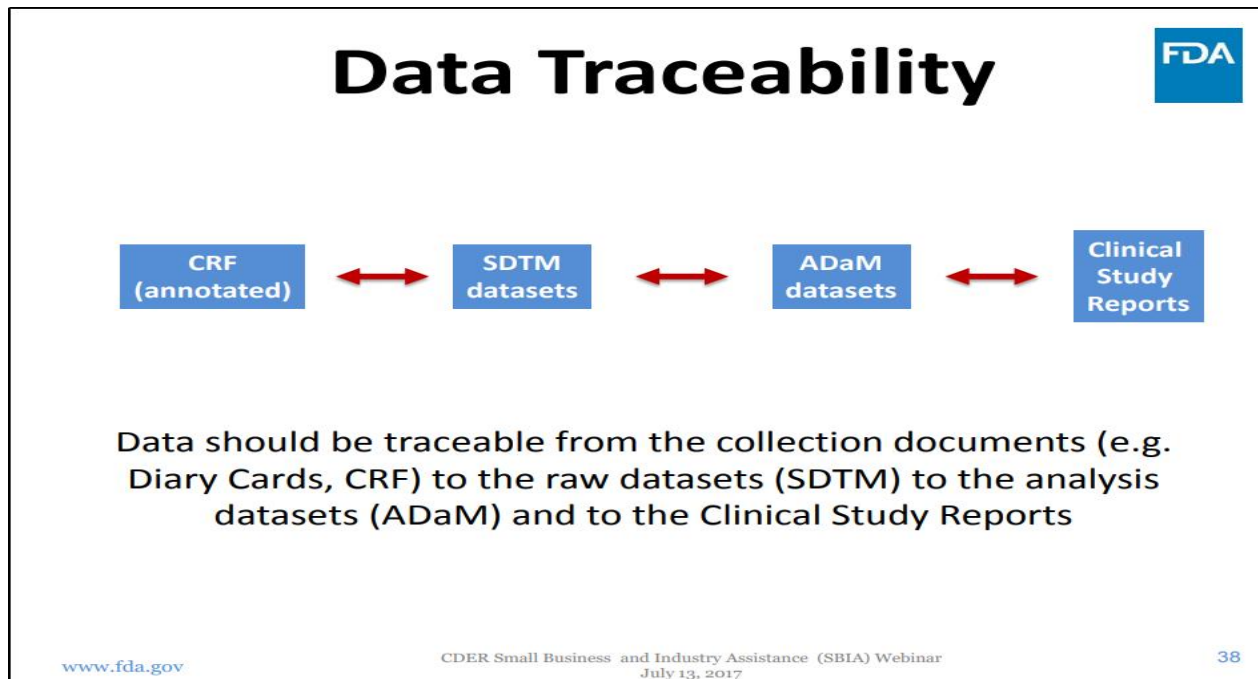 Data Traceability
FDA
CRF
(annotated)
SDTM
datasets
ADaM
datasets
Clinical
Study
Reports
Data should be traceable from the collection documents (e.g.
Diary Cards, CRF) to the raw datasets (SDTM) to the analysis
datasets (ADaM) and to the Clinical Study Reports
www.fda.gov
CDER Small Business and Industry Assistance (SBIA) Webinar
July 13, 2017
38